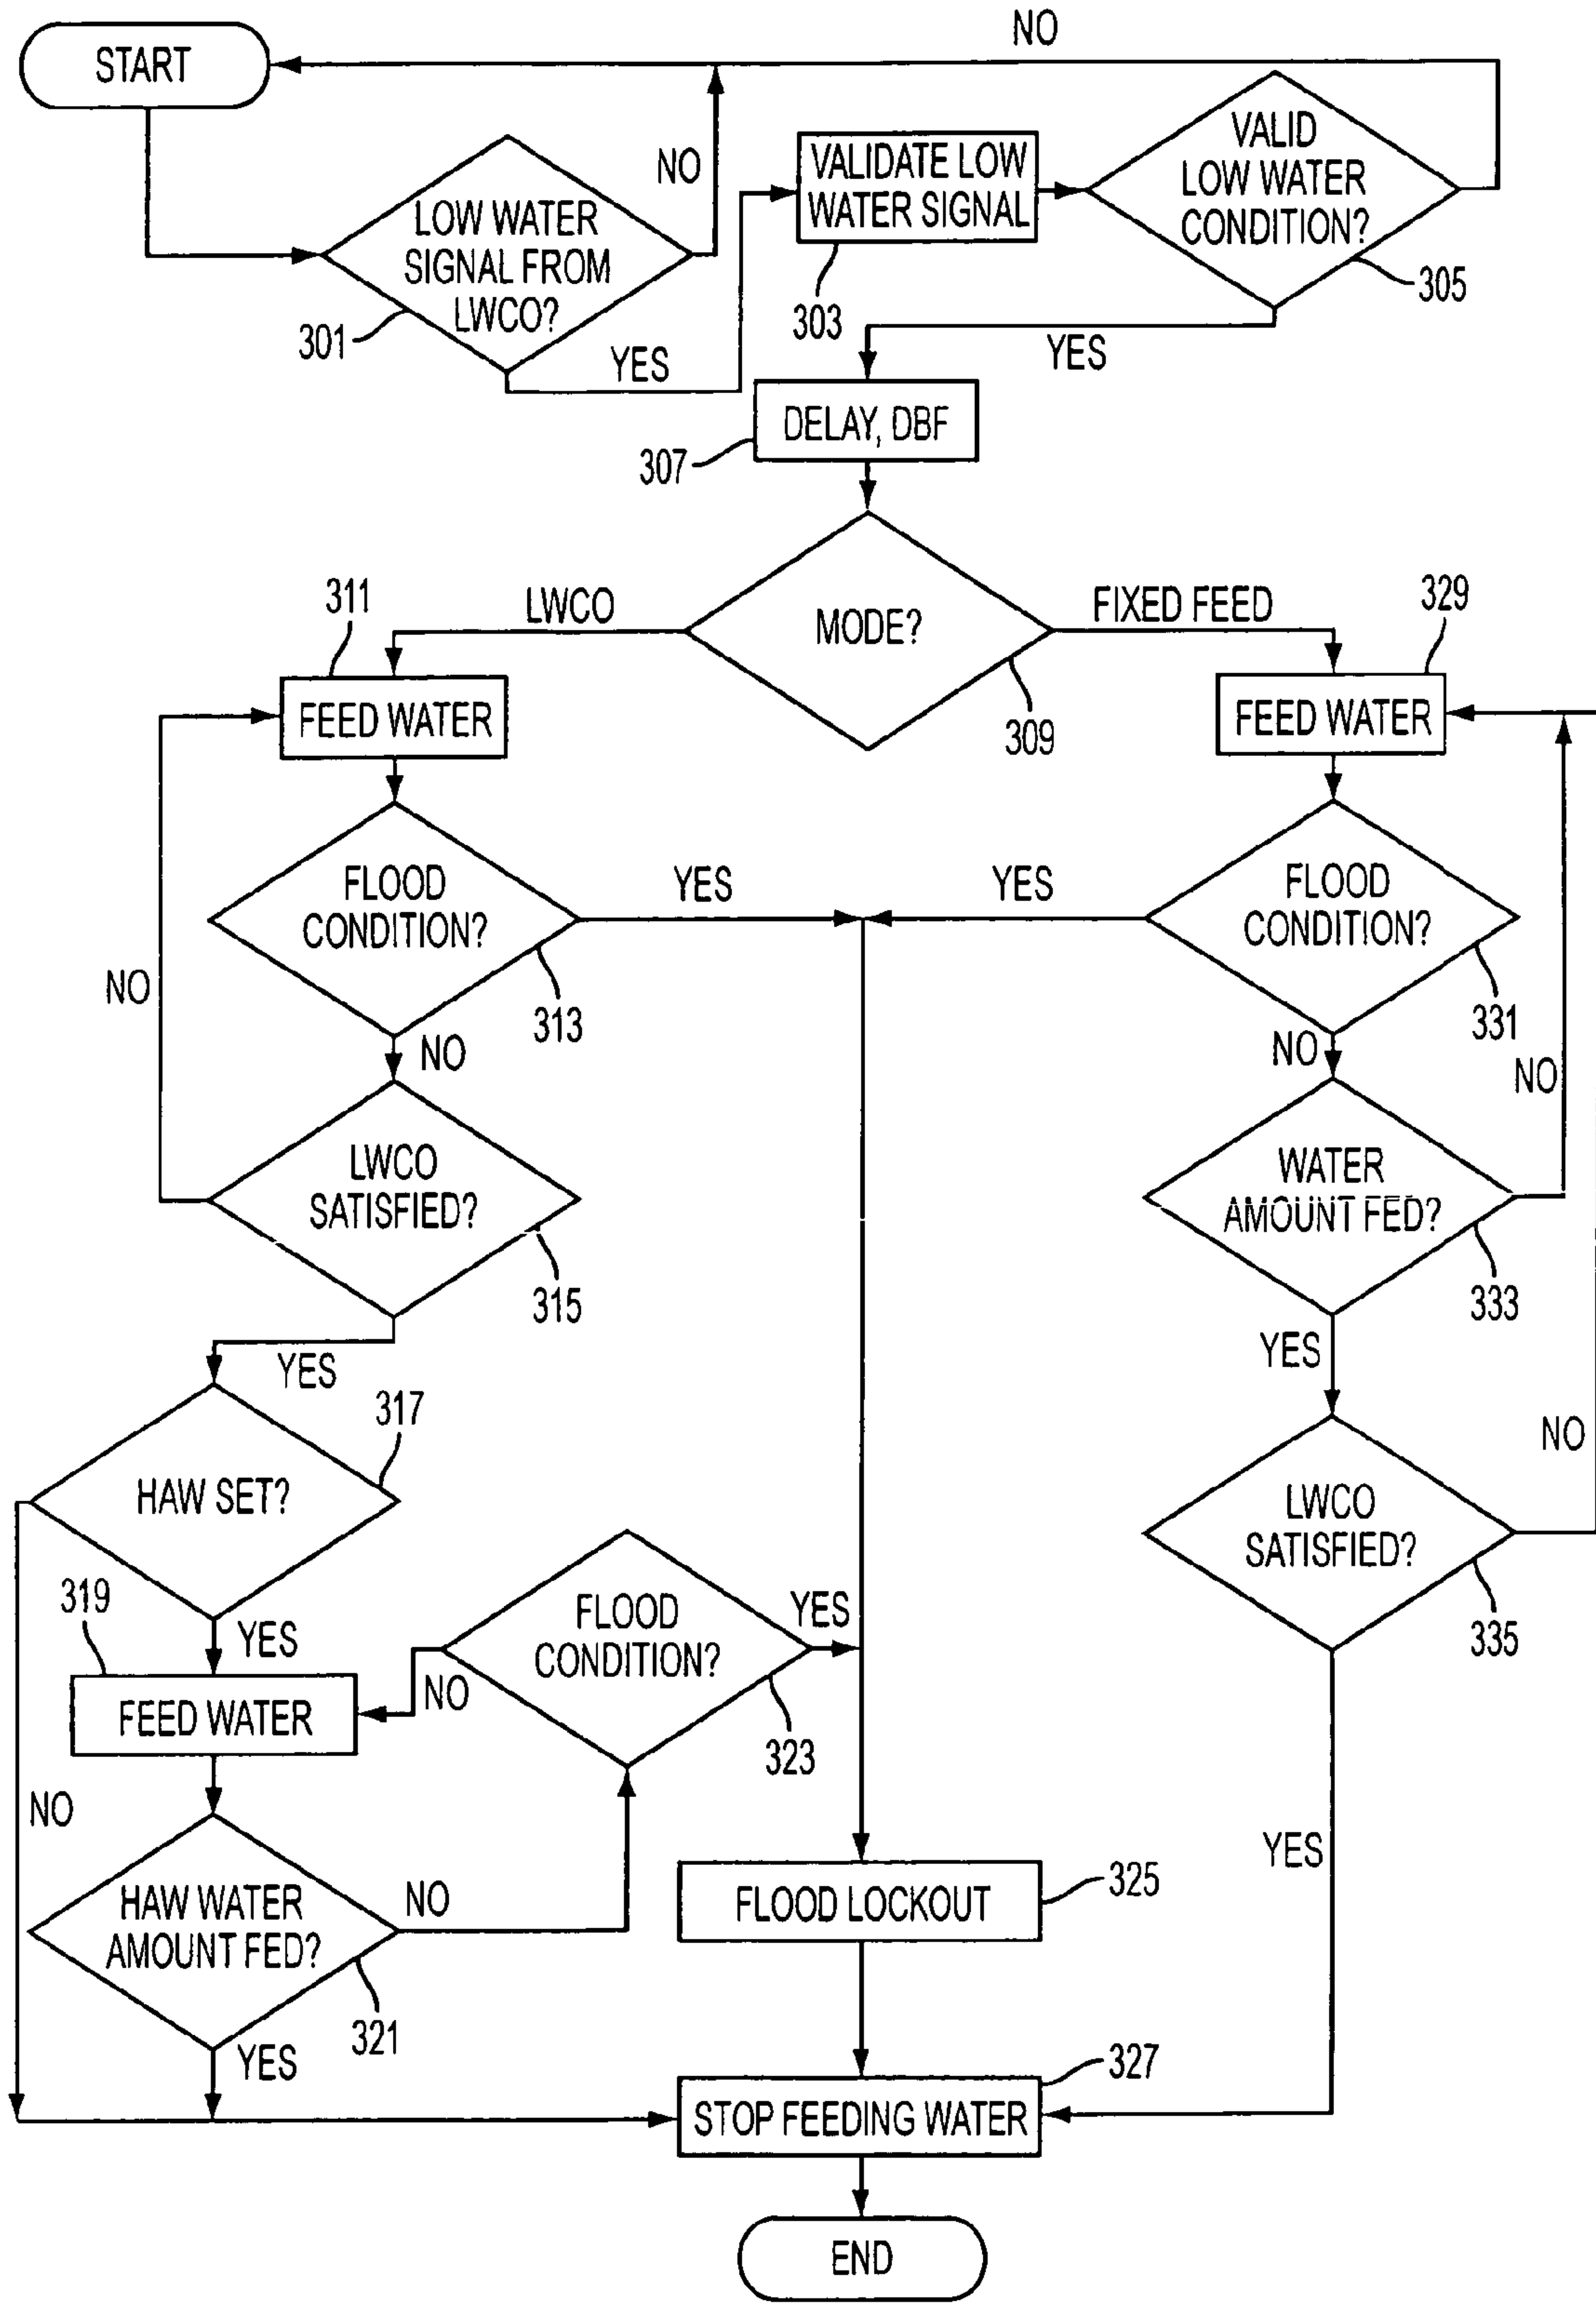 NO
START
NO
VALIDATE LOW
WATER SIGNAL
VALID
LOW WATER
CONDITION?
LOW WATER
SIGNAL FROM
LWCO?
301
303
305
YES
YES
DELAY, DBF
307
MODE?
309
LWCO
FIXED FEED
311
329
FEED WATER
FEED WATER
FLOOD
CONDITION?
313
YES
YES
FLOOD
CONDITION?
331
NO
NO
NO
NO
LWCO
SATISFIED?
315
WATER
AMOUNT FED?
333
YES
YES
317
HAW SET?
NO
LWCO
SATISFIED?
335
319
YES
FLOOD
CONDITION?
323
YES
NO
FEED WATER
NO
HAW WATER
AMOUNT FED?
321
NO
YES
FLOOD LOCKOUT
325
YES
327
STOP FEEDING WATER
END